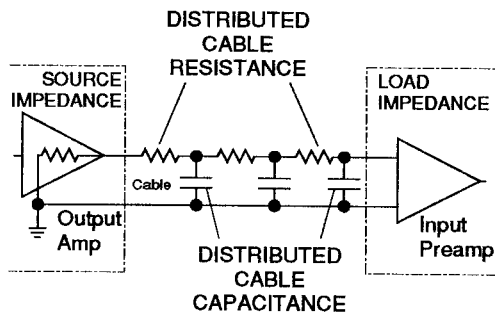 DISTRIBUTED
CABLE
RESISTANCE
SOURCE
IMPEDANCE
LOAD
IMPEDANCE
Cable
Output
Amp
Input
Preamp
DISTRIBUTED
CABLE
CAPACITANCE